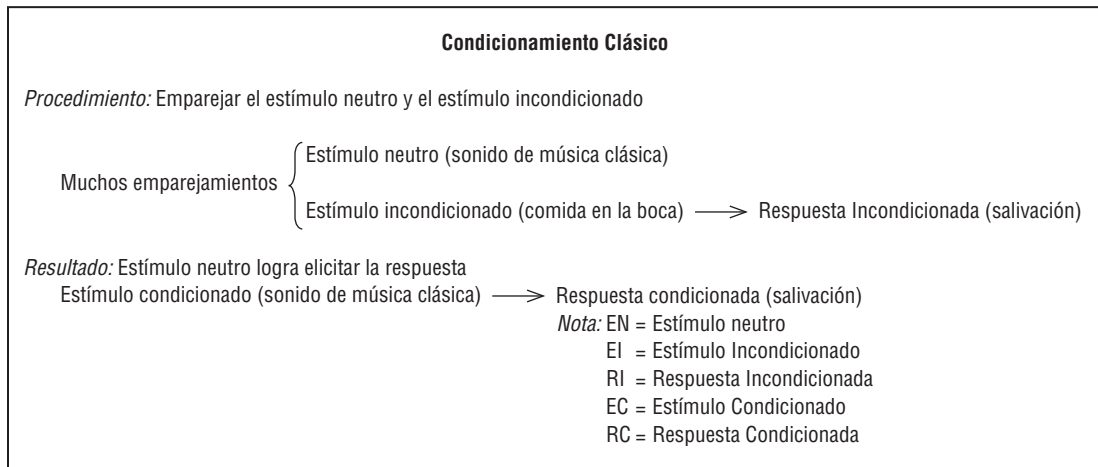 Condicionamiento Clásico
Procedimiento: Emparejar el estímulo neutro y el estímulo incondicionado
Estímulo neutro (sonido de música clásica)
Muchos emparejamientos
Estímulo incondicionado (comida en la boca) → Respuesta Incondicionada (salivación)
Resultado: Estímulo neutro logra elicitar la respuesta
Estímulo condicionado (sonido de música clásica) → Respuesta condicionada (salivación)
Nota: EN = Estímulo neutro
EI = Estímulo Incondicionado
RI = Respuesta Incondicionada
EC = Estímulo Condicionado
RC = Respuesta Condicionada